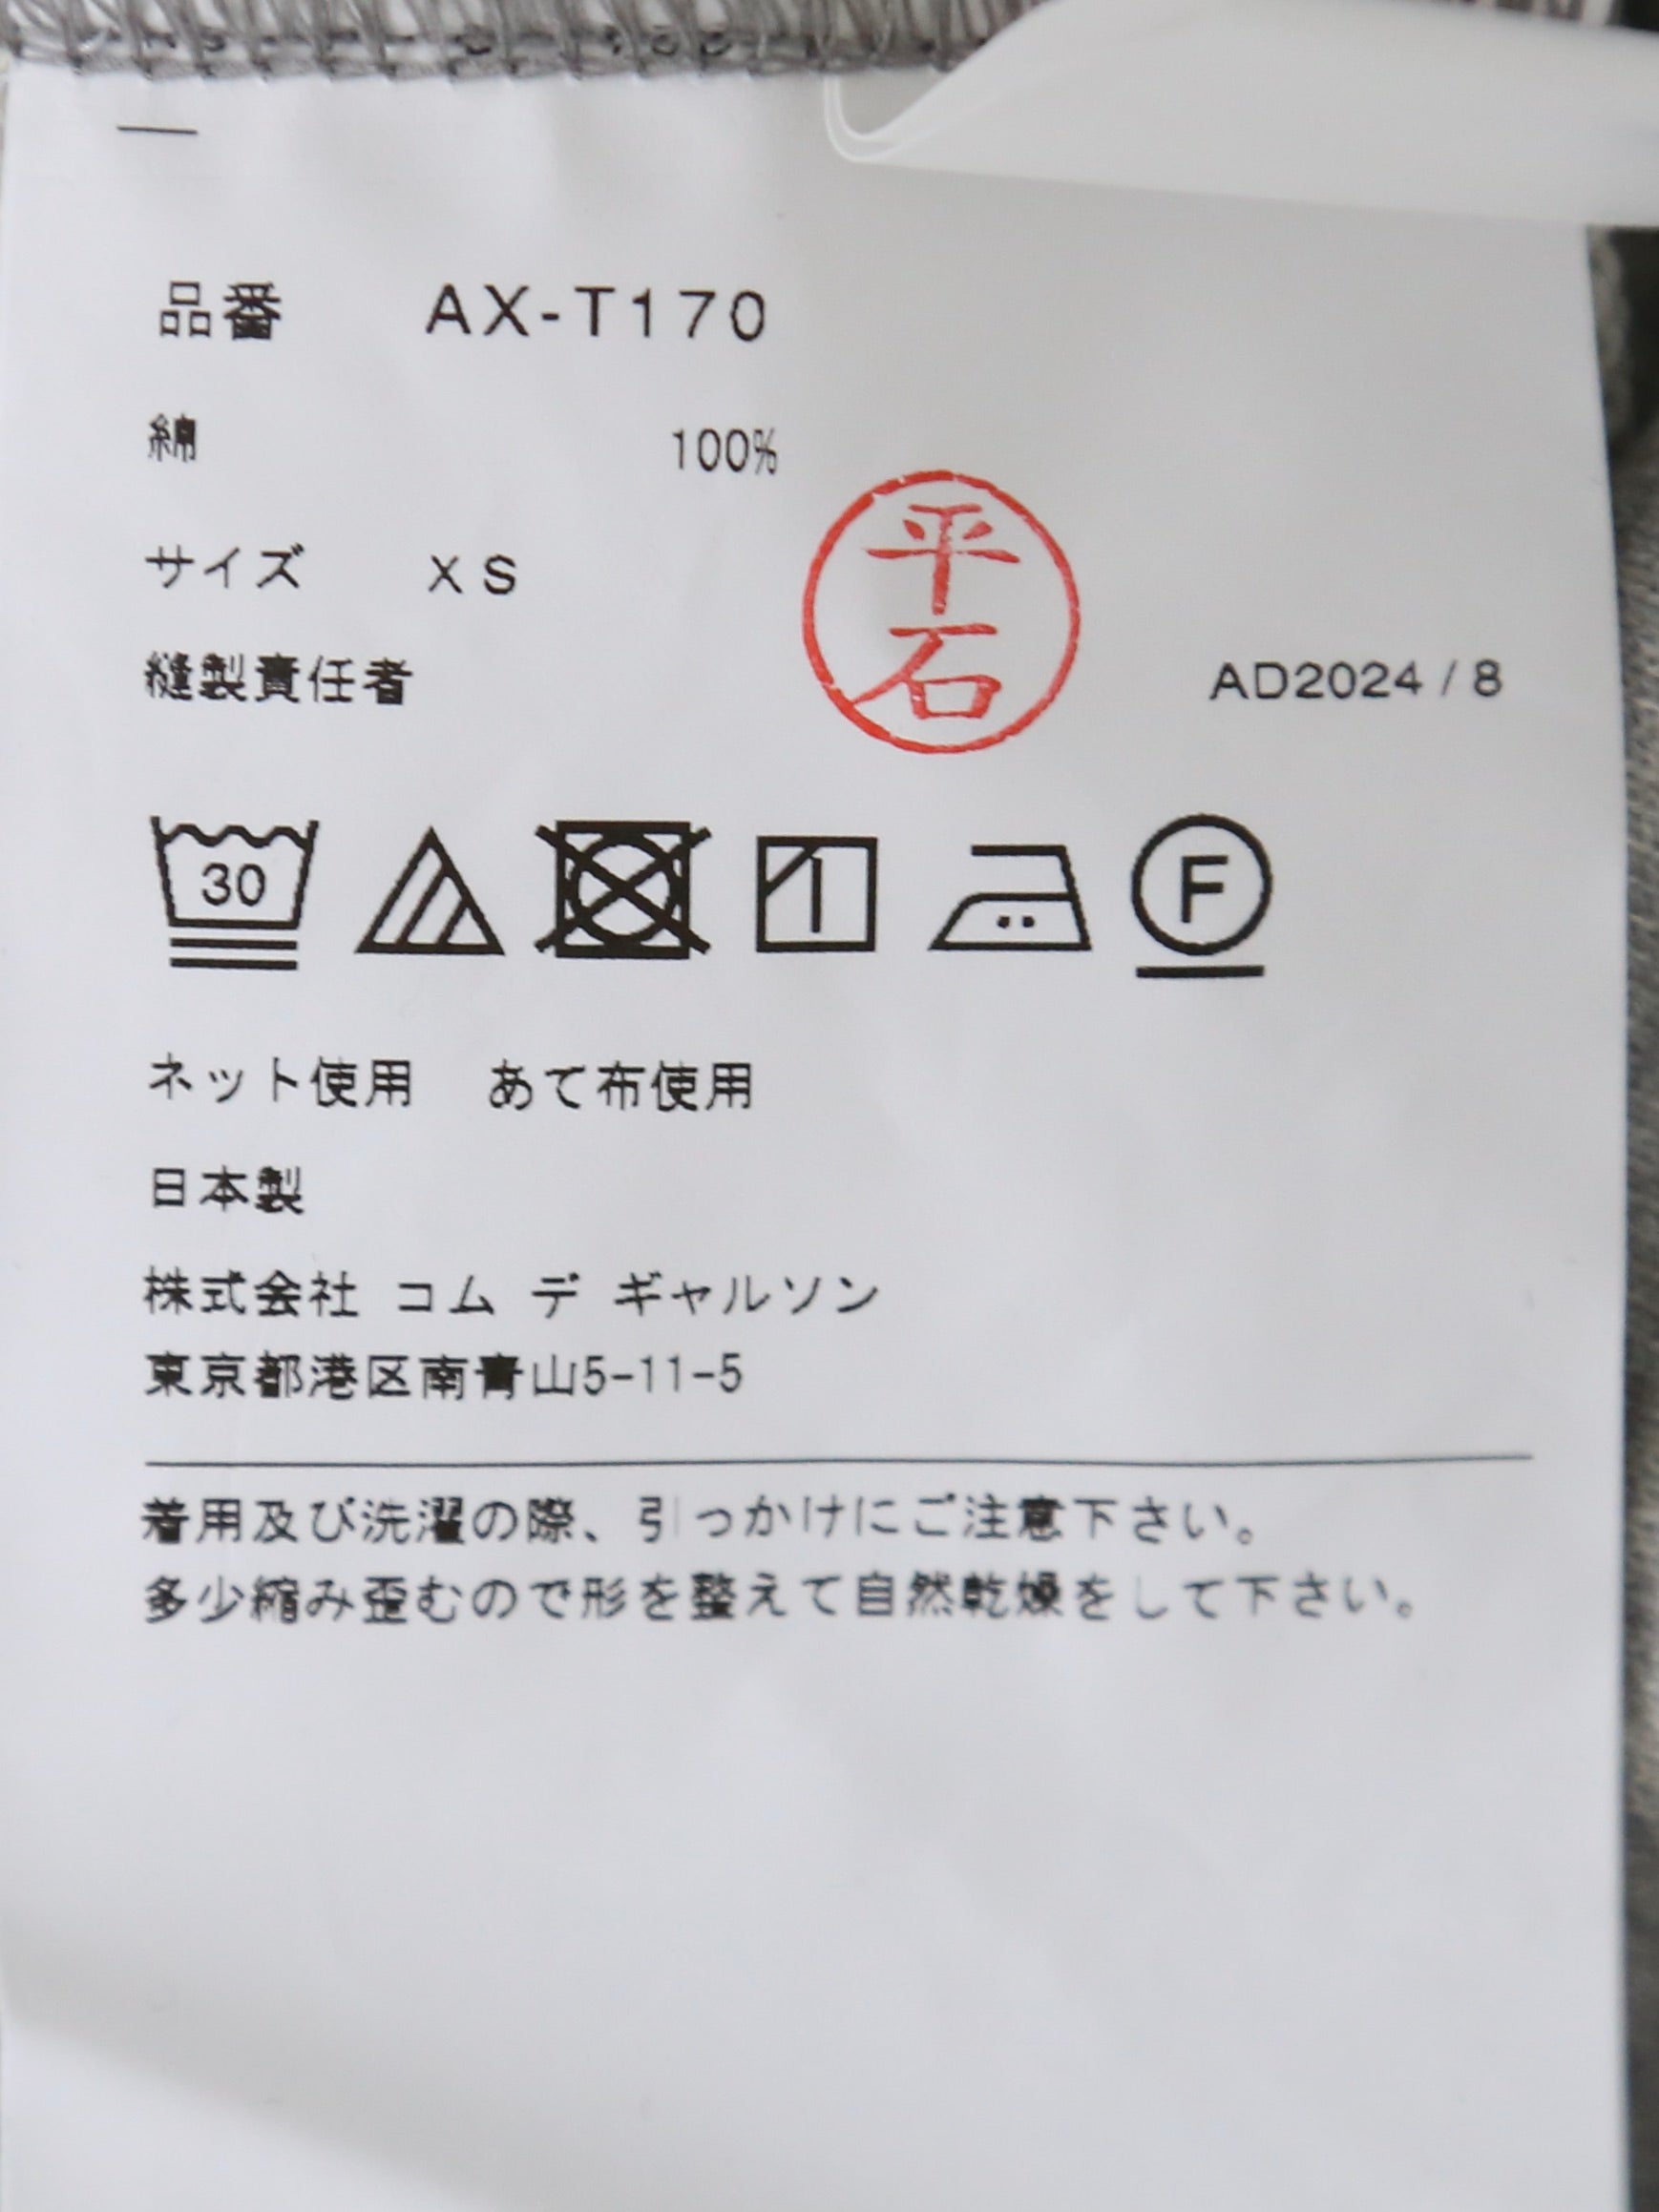 品番 AX-T170
綿 100%
サイズ XS
平石
縫製責任者 AD2024/8
30
F
ネット使用 あて布使用
日本製
株式会社 コム デ ギャルソン
東京都港区南青山5-11-5
着用及び洗濯の際、引っかけにご注意下さい。
多少縮み歪むので形を整えて自然乾燥をして下さい。